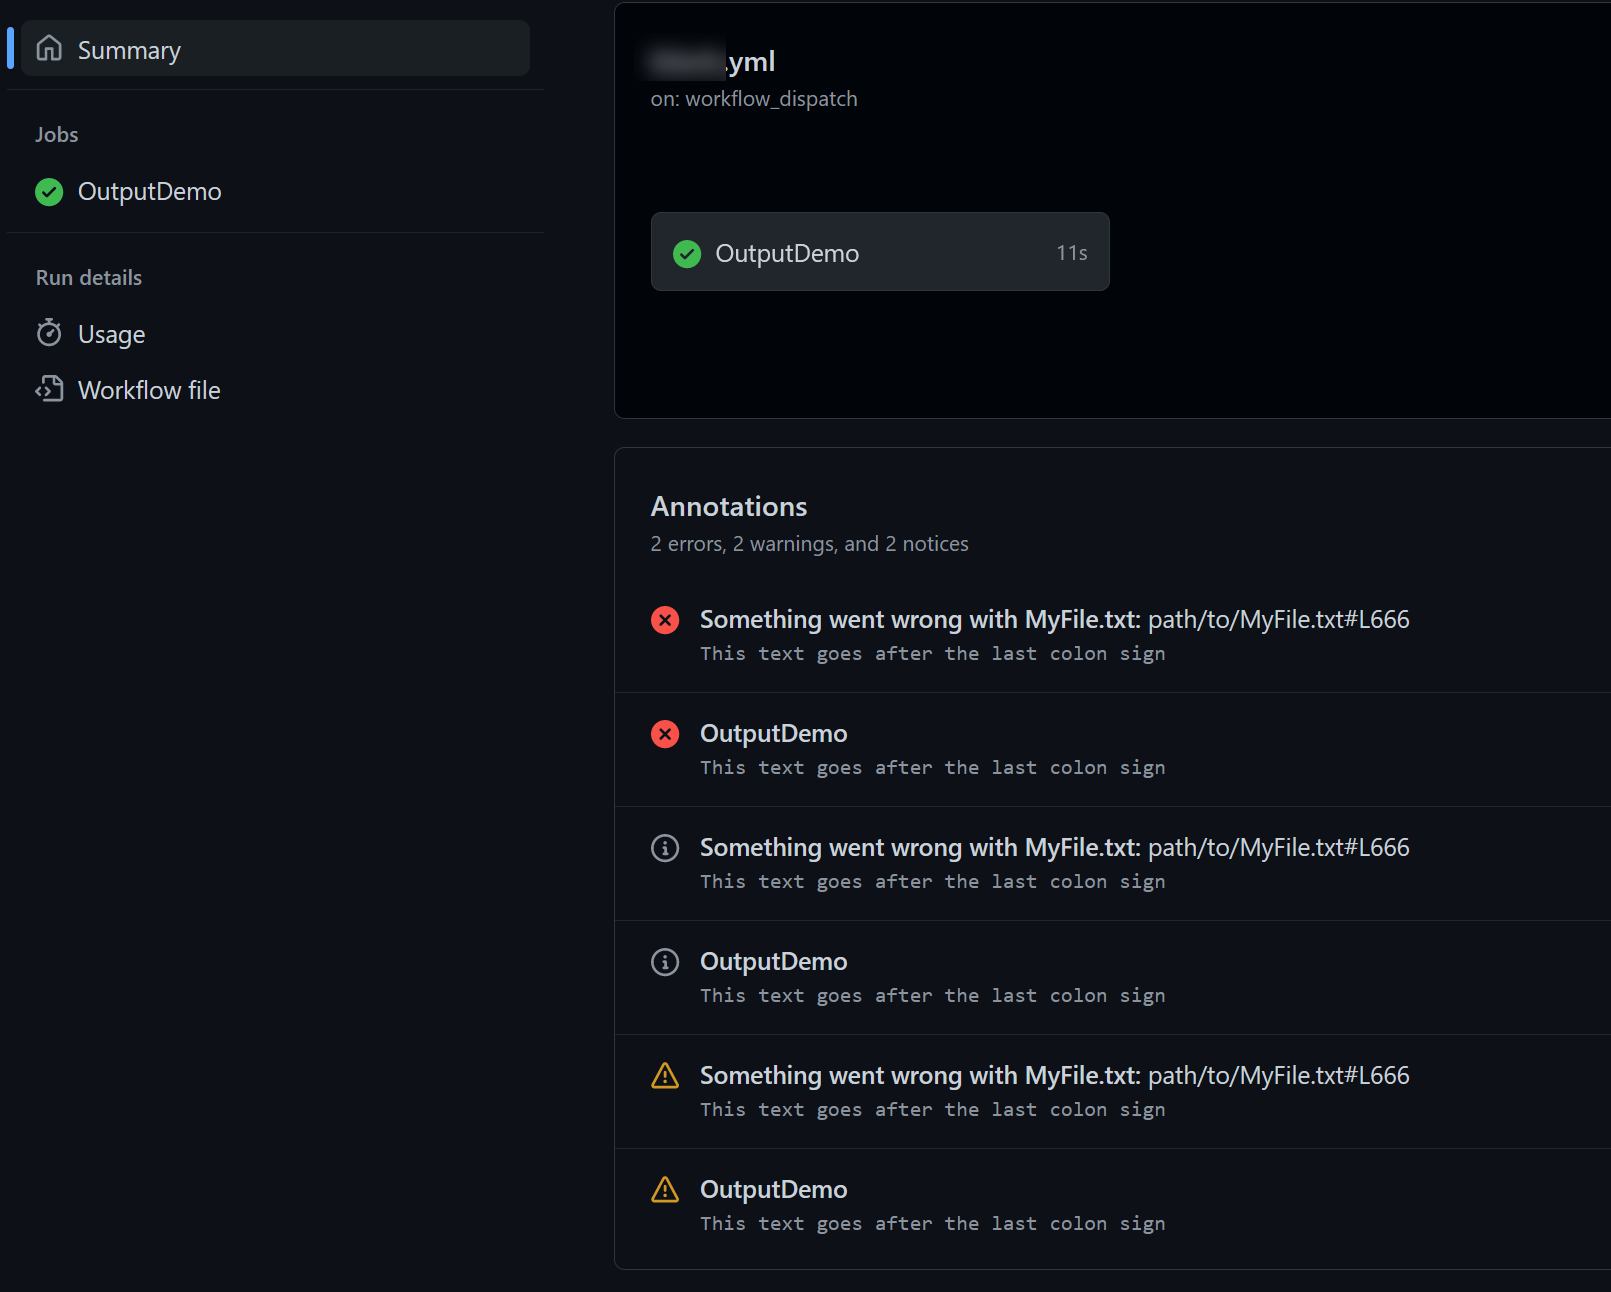 Summary
Jobs
OutputDemo
Run details
Usage
Workflow file
.yml
on: workflow_dispatch
OutputDemo 11s
Annotations
2 errors, 2 warnings, and 2 notices
Something went wrong with MyFile.txt: path/to/MyFile.txt#L666
This text goes after the last colon sign
OutputDemo
This text goes after the last colon sign
Something went wrong with MyFile.txt: path/to/MyFile.txt#L666
This text goes after the last colon sign
OutputDemo
This text goes after the last colon sign
Something went wrong with MyFile.txt: path/to/MyFile.txt#L666
This text goes after the last colon sign
OutputDemo
This text goes after the last colon sign